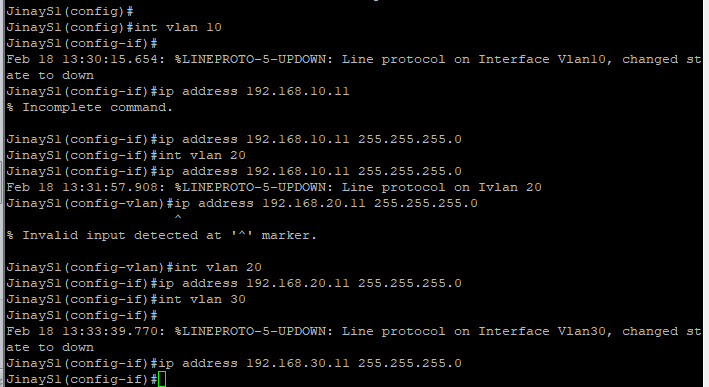 JinayS1(config)#
JinayS1(config)#int vlan 10
JinayS1(config-if)#
Feb 18 13:30:15.654: %LINEPROTO-5-UPDOWN: Line protocol on Interface Vlan10, changed st
ate to down
JinayS1(config-if)#ip address 192.168.10.11
% Incomplete command.
JinayS1(config-if)#ip address 192.168.10.11 255.255.255.0
JinayS1(config-if)#int vlan 20
JinayS1(config-if)#ip address 192.168.10.11 255.255.255.0
Feb 18 13:31:57.908: %LINEPROTO-5-UPDOWN: Line protocol on Ivlan 20
JinayS1(config-vlan)#ip address 192.168.20.11 255.255.255.0
^
% Invalid input detected at '^' marker.
JinayS1(config-vlan)#int vlan 20
JinayS1(config-if)#ip address 192.168.20.11 255.255.255.0
JinayS1(config-if)#int vlan 30
JinayS1(config-if)#
Feb 18 13:33:39.770: %LINEPROTO-5-UPDOWN: Line protocol on Interface Vlan30, changed st
ate to down
JinayS1(config-if)#ip address 192.168.30.11 255.255.255.0
JinayS1(config-if)#